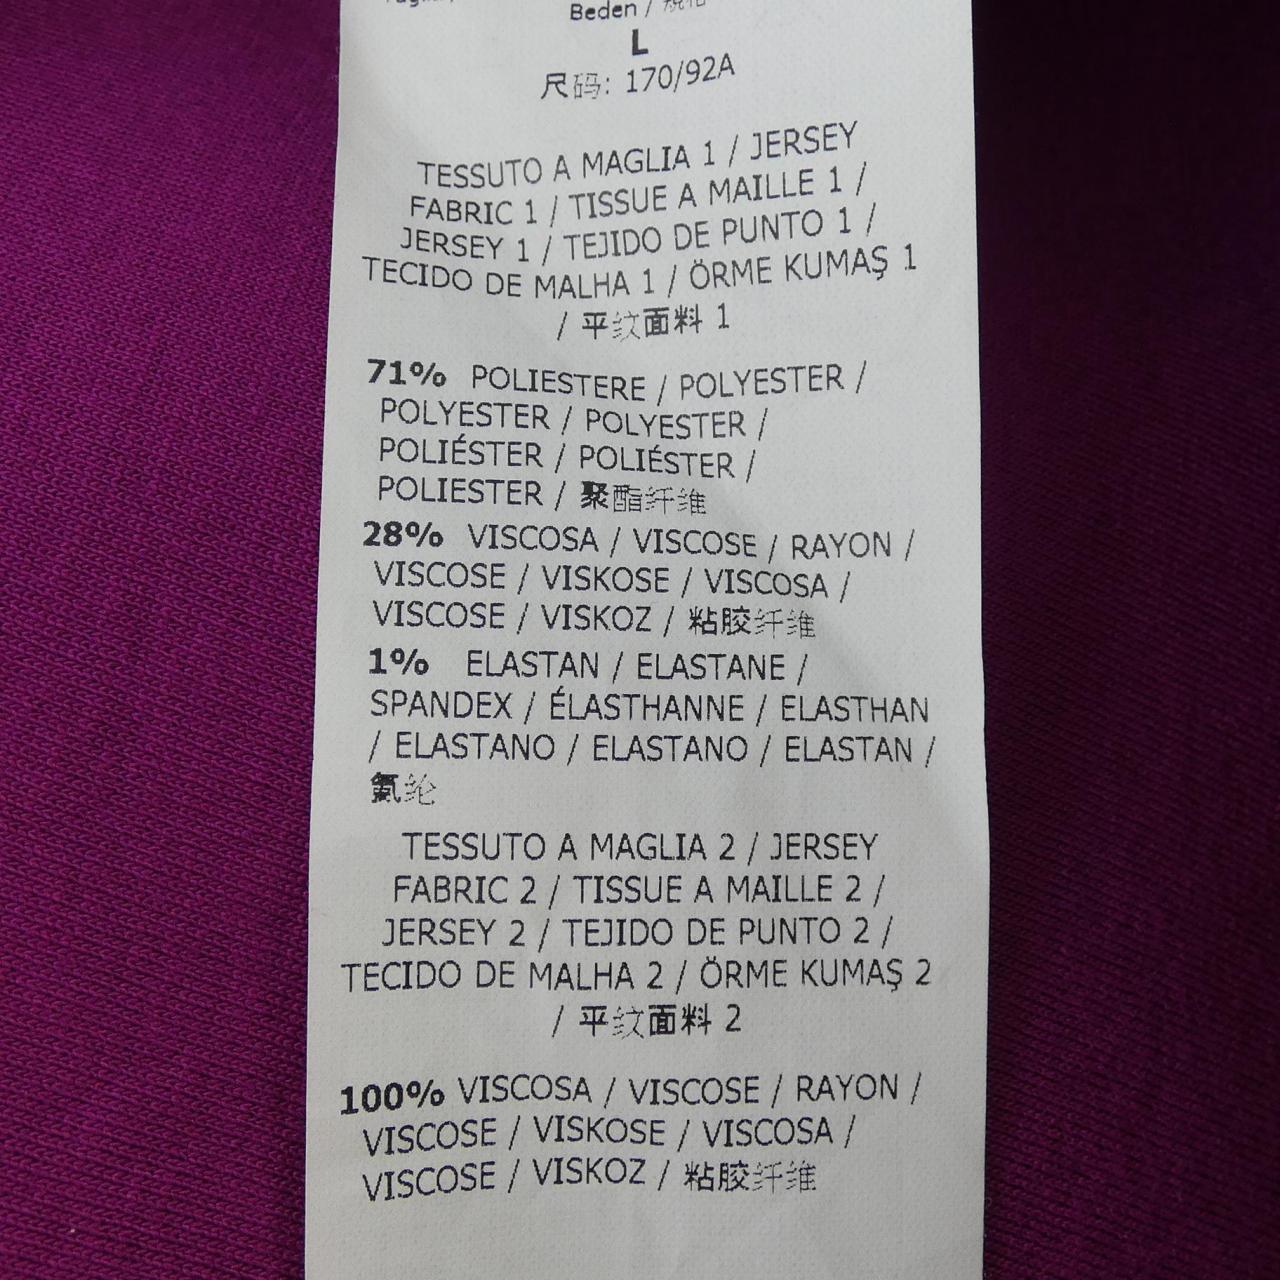 Beden / 规格
L
尺码: 170/92A
TESSUTO A MAGLIA 1 / JERSEY
FABRIC 1 / TISSUE A MAILLE 1 /
JERSEY 1 / TEJIDO DE PUNTO 1 /
TECIDO DE MALHA 1 / ÖRME KUMAŞ 1
/ 平纹面料 1
71% POLIESTERE / POLYESTER /
POLYESTER / POLYESTER /
POLIÉSTER / POLIÉSTER /
POLIESTER / 聚酯纤维
28% VISCOSA / VISCOSE / RAYON /
VISCOSE / VISKOSE / VISCOSA /
VISCOSE / VISKOZ / 粘胶纤维
1% ELASTAN / ELASTANE /
SPANDEX / ÉLASTHANNE / ELASTHAN
/ ELASTANO / ELASTANO / ELASTAN /
氨纶
TESSUTO A MAGLIA 2 / JERSEY
FABRIC 2 / TISSUE A MAILLE 2 /
JERSEY 2 / TEJIDO DE PUNTO 2 /
TECIDO DE MALHA 2 / ÖRME KUMAŞ 2
/ 平纹面料 2
100% VISCOSA / VISCOSE / RAYON /
VISCOSE / VISKOSE / VISCOSA /
VISCOSE / VISKOZ / 粘胶纤维